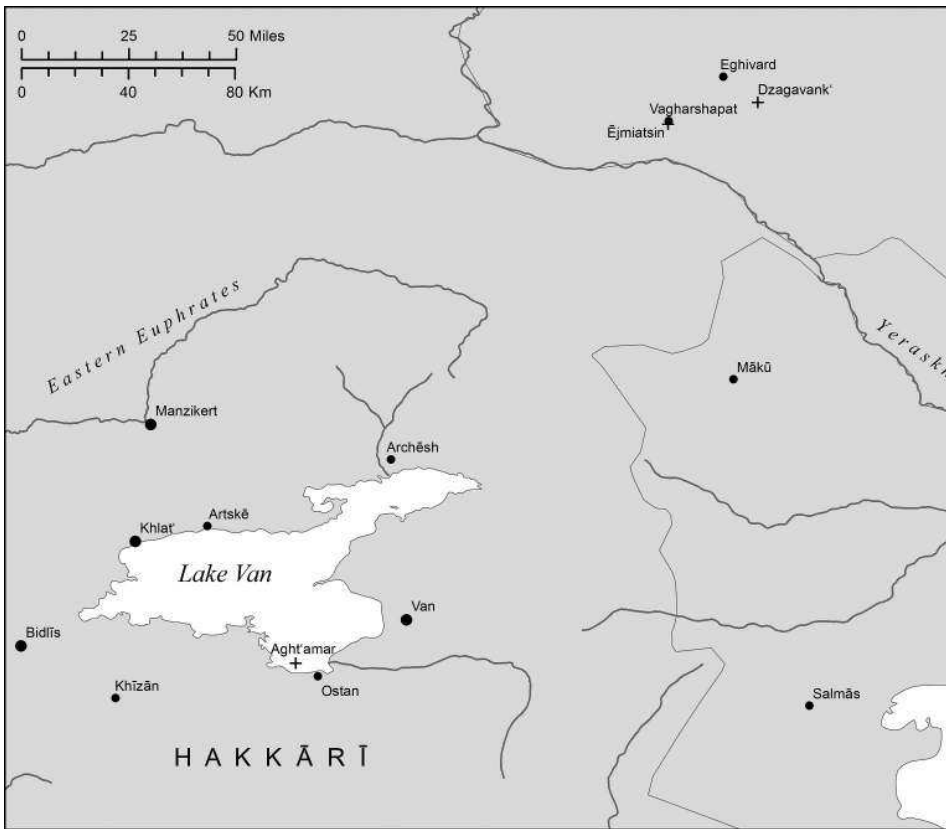 0 25 50 Miles
0 40 80 Km
Eghivard
Dzagavank‘
Vagharshapat
Ējmiatsin
Eastern Euphrates
Yeraskh
Mākū
Manzikert
Archēsh
Artskē
Khlat‘
Lake Van
Van
Bidlīs
Aght‘amar
Khīzān
Ostan
Salmās
HAKKĀRĪ